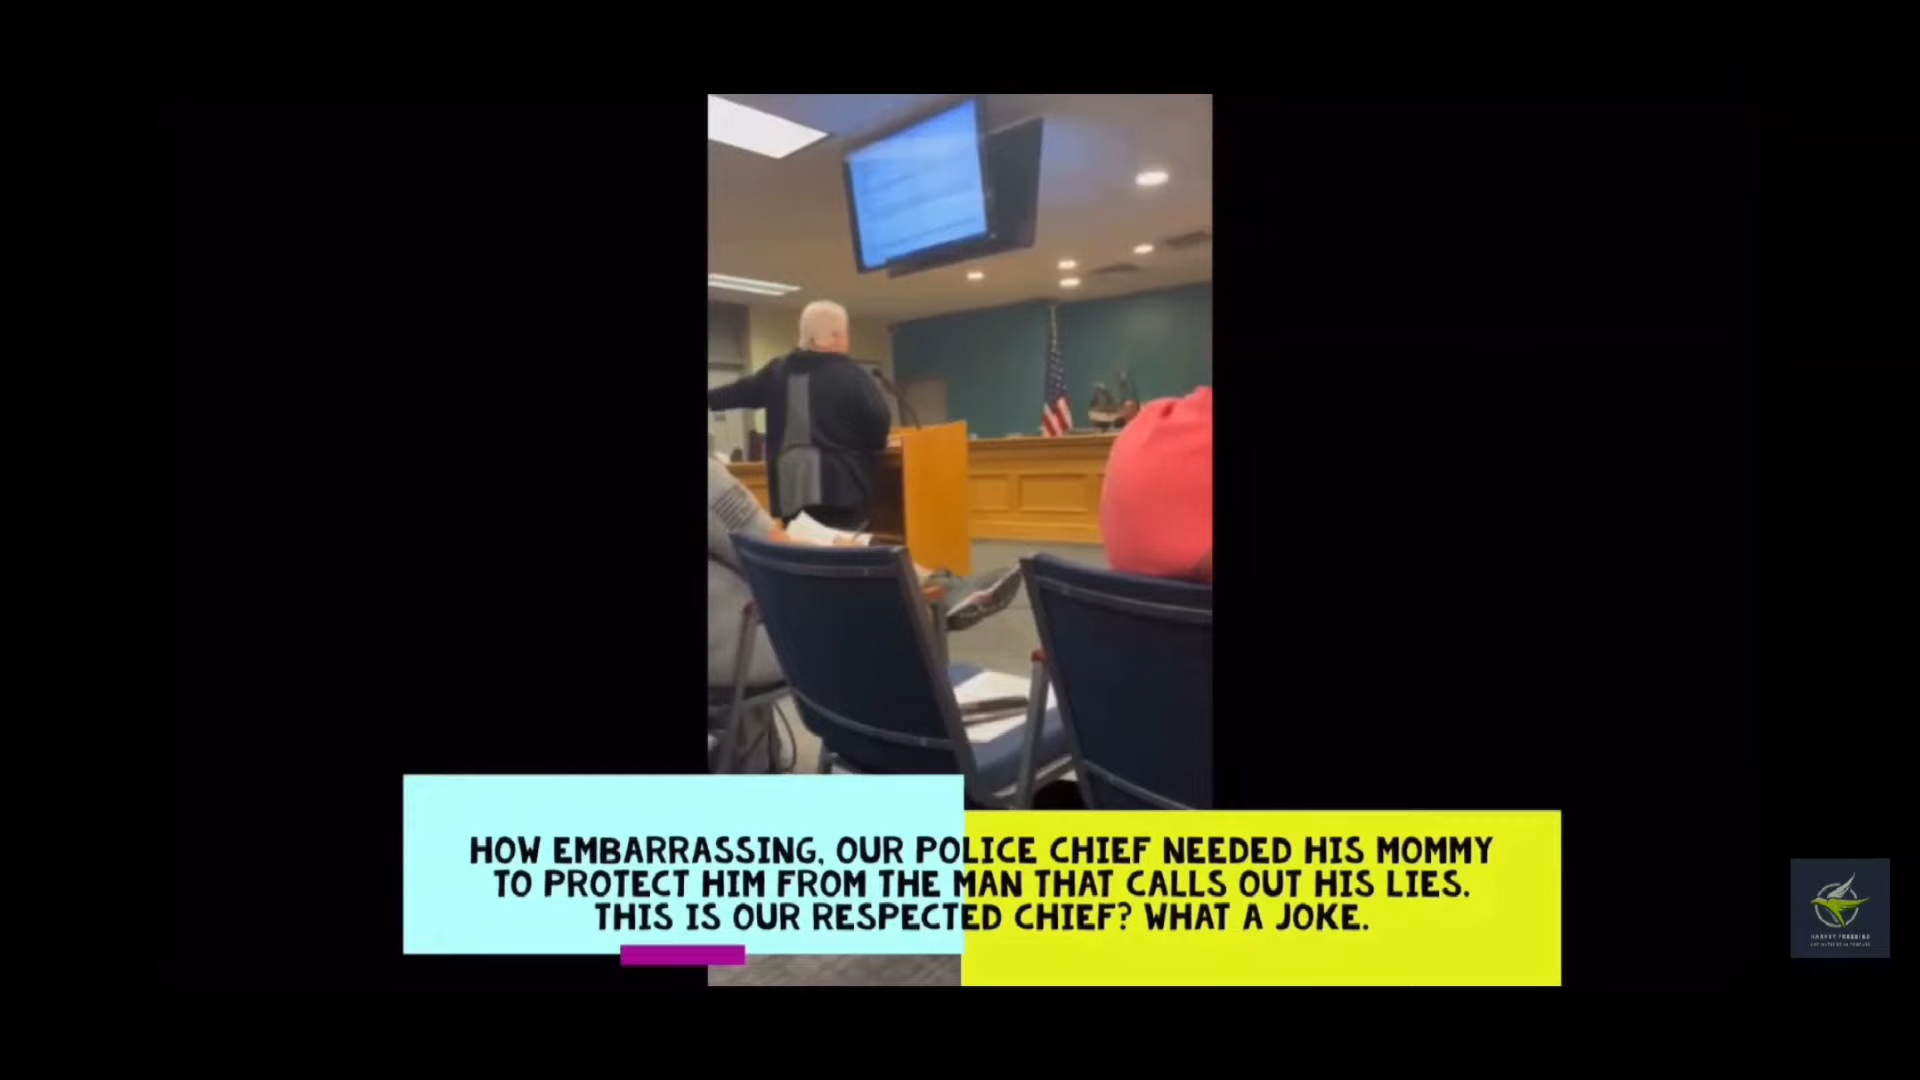 HOW EMBARRASSING, OUR POLICE CHIEF NEEDED HIS MOMMY
TO PROTECT HIM FROM THE MAN THAT CALLS OUT HIS LIES.
THIS IS OUR RESPECTED CHIEF? WHAT A JOKE.